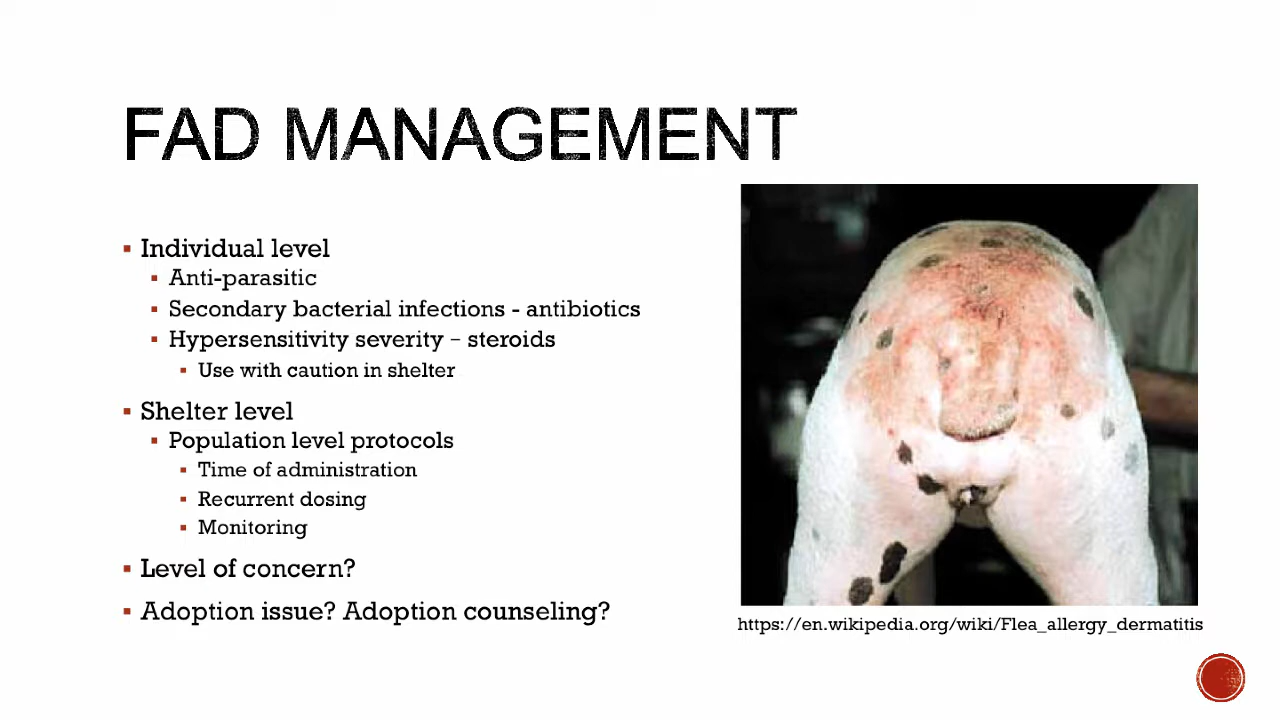 FAD MANAGEMENT
▪ Individual level
▪ Anti-parasitic
▪ Secondary bacterial infections - antibiotics
▪ Hypersensitivity severity – steroids
▪ Use with caution in shelter
▪ Shelter level
▪ Population level protocols
▪ Time of administration
▪ Recurrent dosing
▪ Monitoring
▪ Level of concern?
▪ Adoption issue? Adoption counseling?
https://en.wikipedia.org/wiki/Flea_allergy_dermatitis